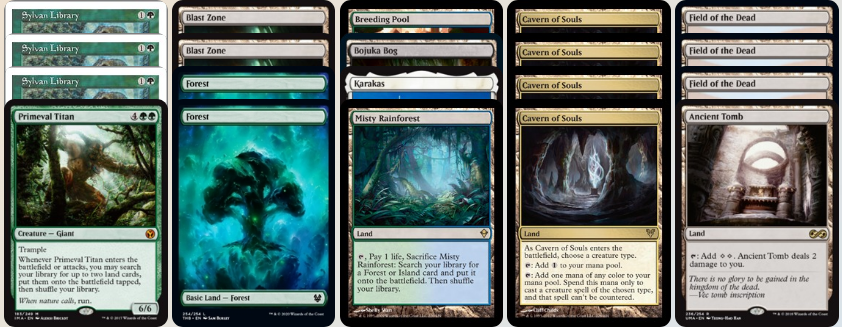 Sylvan Library
Sylvan Library
Sylvan Library
Primeval Titan
Creature — Giant
Trample
Whenever Primeval Titan enters the
battlefield or attacks, you may search
your library for up to two land cards,
put them onto the battlefield tapped,
then shuffle your library.
When nature calls, run.
6/6
Blast Zone
Blast Zone
Forest
Forest
Basic Land — Forest
Breeding Pool
Bojuka Bog
Karakas
Misty Rainforest
Land
, Pay 1 life, Sacrifice Misty
Rainforest: Search your library for
a Forest or Island card and put it
onto the battlefield. Then shuffle
your library.
Cavern of Souls
Cavern of Souls
Cavern of Souls
Cavern of Souls
Land
As Cavern of Souls enters the
battlefield, choose a creature type.
: Add to your mana pool.
: Add one mana of any color to your
mana pool. Spend this mana only to
cast a creature spell of the chosen type,
and that spell can't be countered.
Field of the Dead
Field of the Dead
Field of the Dead
Ancient Tomb
Land
: Add . Ancient Tomb deals 2
damage to you.
There is no glory to be gained in the
kingdom of the dead.
—Vec tomb inscription